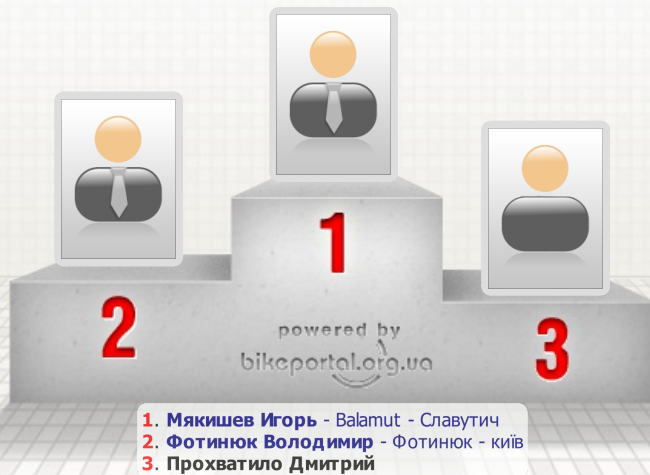 1
2
3
powered by
bikeportal.org.ua
1. Мякишев Игорь - Balamut - Славутич
2. Фотинюк Володимир - Фотинюк - київ
3. Прохватило Дмитрий